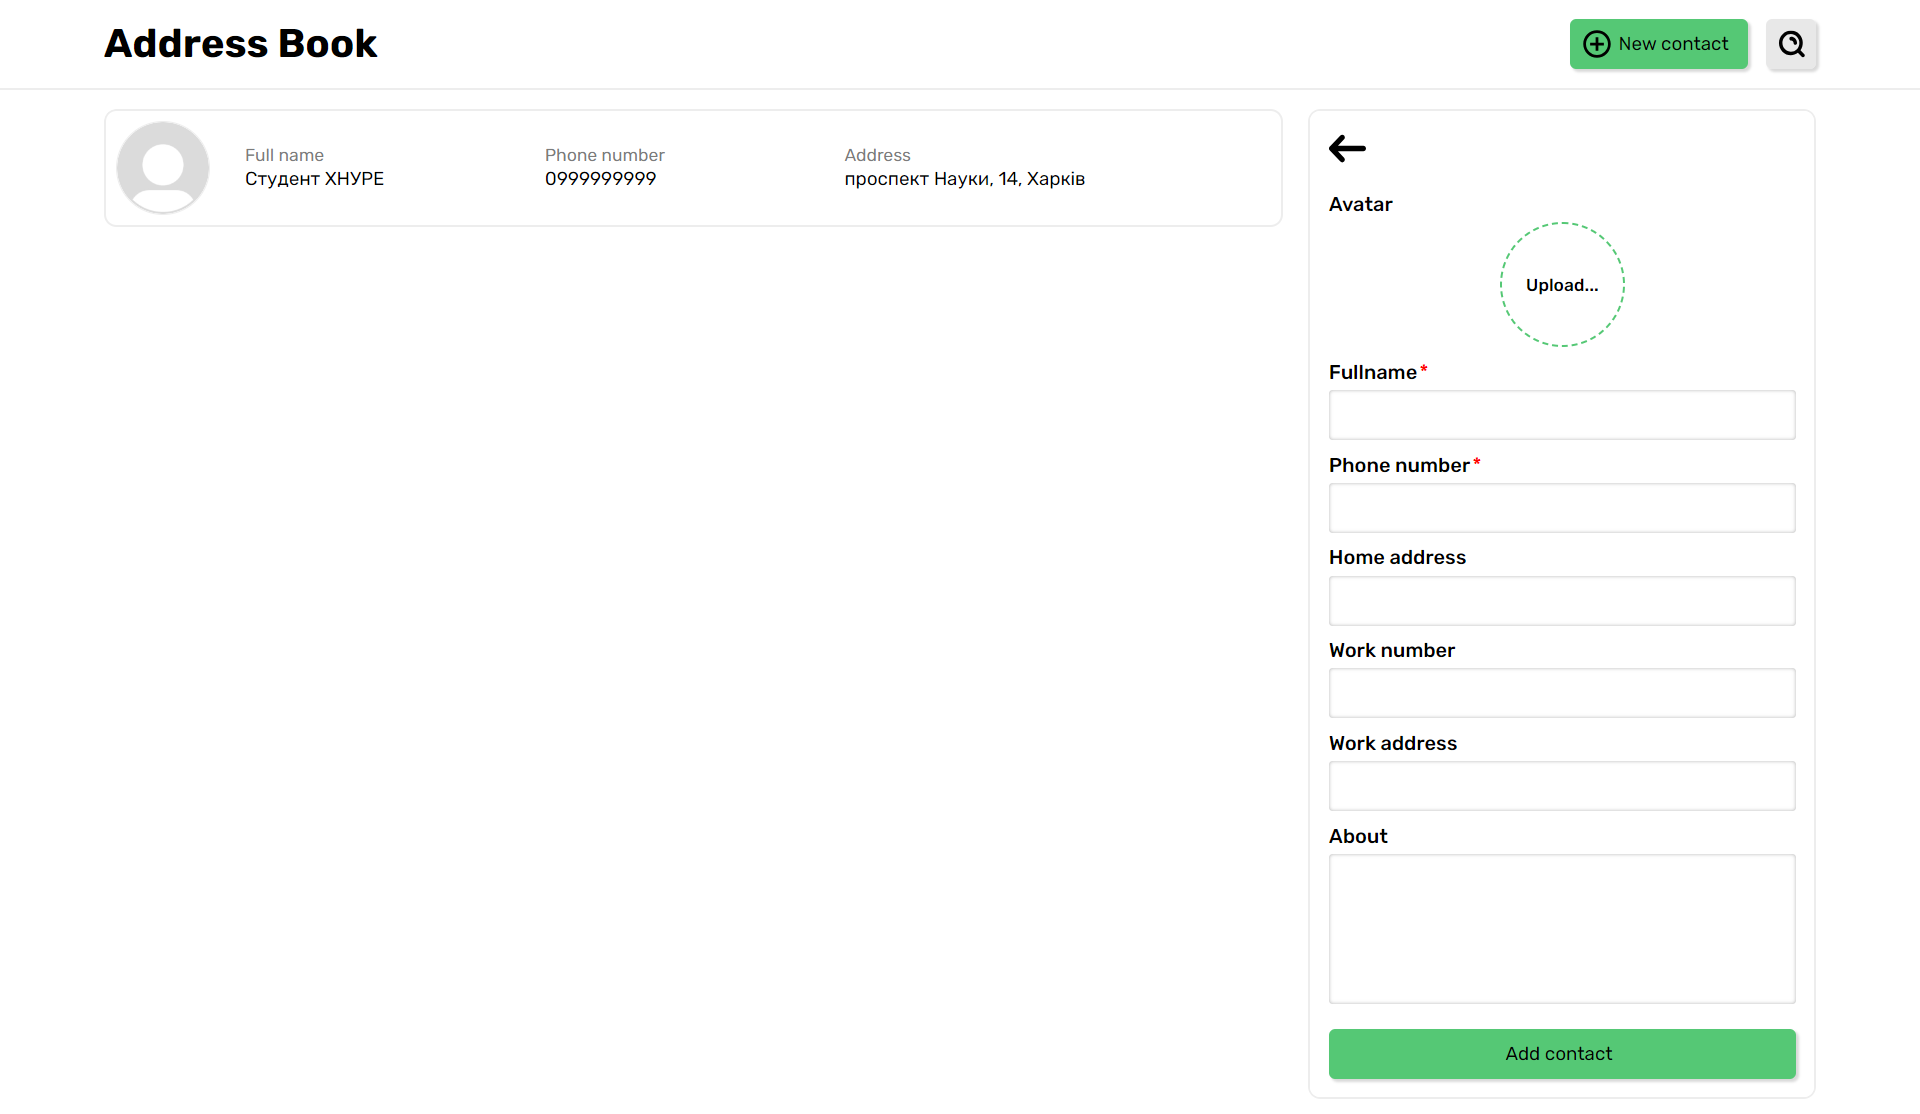 Address Book
New contact
Full name
Студент ХНУРЕ
Phone number
0999999999
Address
проспект Науки, 14, Харків
Avatar
Upload...
Fullname*
Phone number*
Home address
Work number
Work address
About
Add contact